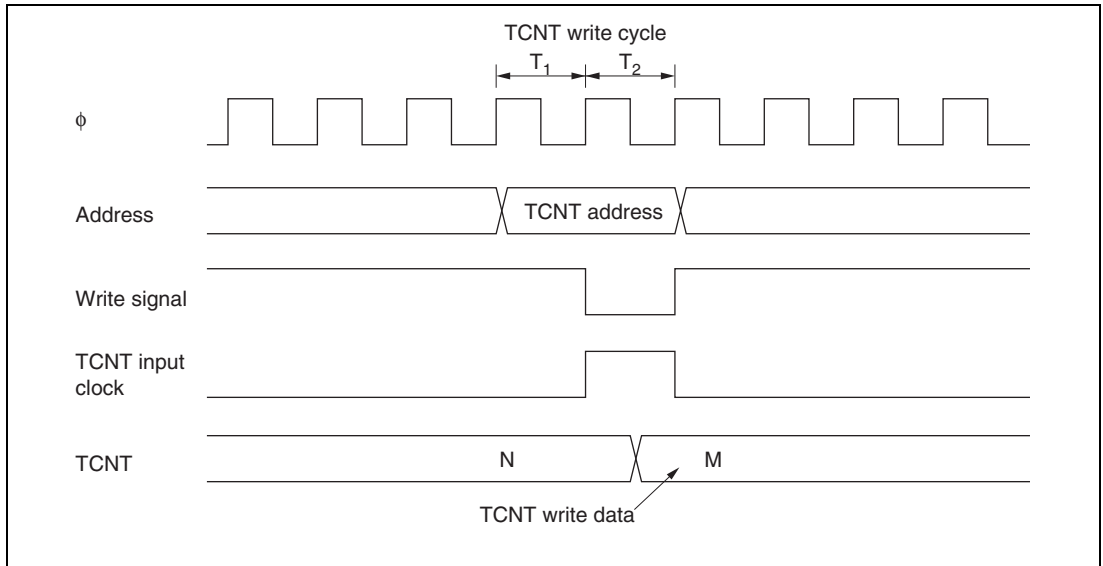 TCNT write cycle
T1 T2
ϕ
Address
TCNT address
Write signal
TCNT input
clock
TCNT
N
M
TCNT write data